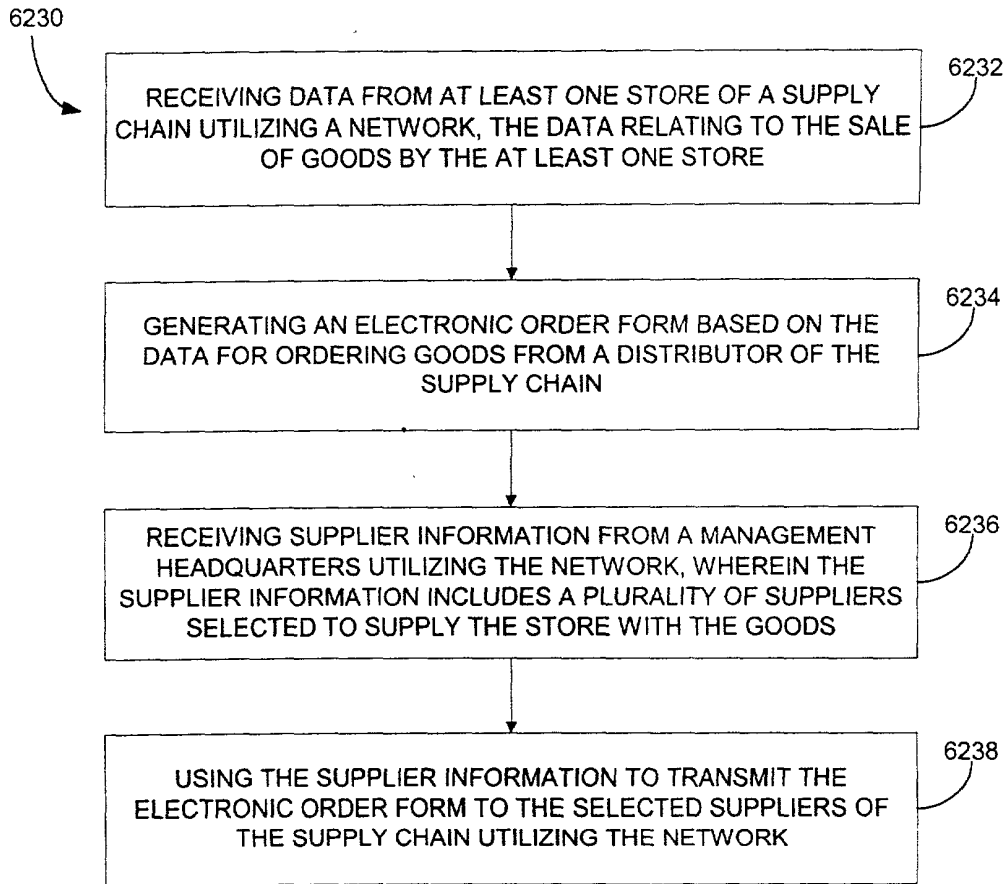 6230
6232
RECEIVING DATA FROM AT LEAST ONE STORE OF A SUPPLY
CHAIN UTILIZING A NETWORK, THE DATA RELATING TO THE SALE
OF GOODS BY THE AT LEAST ONE STORE
6234
GENERATING AN ELECTRONIC ORDER FORM BASED ON THE
DATA FOR ORDERING GOODS FROM A DISTRIBUTOR OF THE
SUPPLY CHAIN
6236
RECEIVING SUPPLIER INFORMATION FROM A MANAGEMENT
HEADQUARTERS UTILIZING THE NETWORK, WHEREIN THE
SUPPLIER INFORMATION INCLUDES A PLURALITY OF SUPPLIERS
SELECTED TO SUPPLY THE STORE WITH THE GOODS
6238
USING THE SUPPLIER INFORMATION TO TRANSMIT THE
ELECTRONIC ORDER FORM TO THE SELECTED SUPPLIERS OF
THE SUPPLY CHAIN UTILIZING THE NETWORK